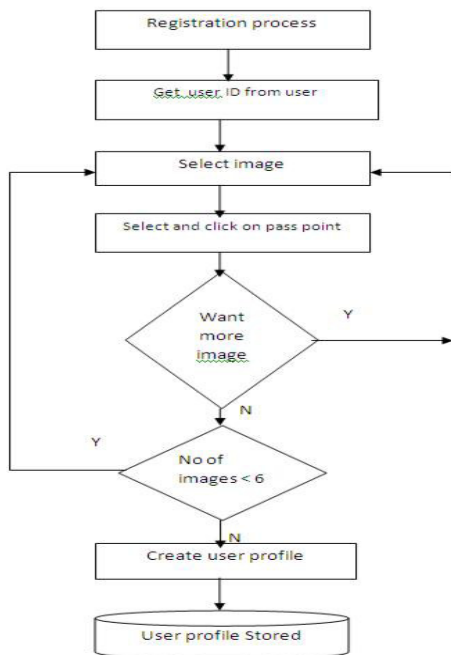 Registration process
Get user ID from user
Select image
Select and click on pass point
Want
more
image
Y
N
Y
No of
images < 6
N
Create user profile
User profile Stored